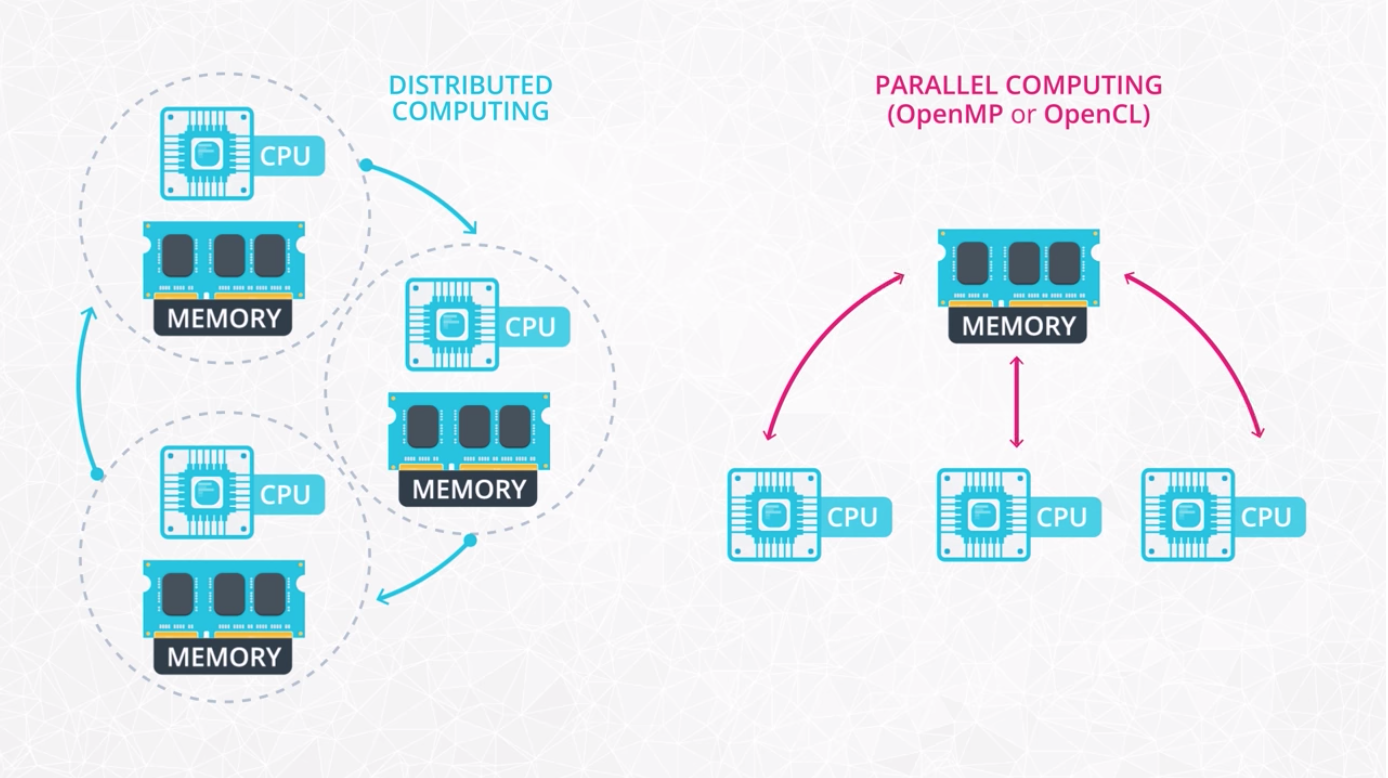 DISTRIBUTED
COMPUTING
CPU
MEMORY
CPU
MEMORY
CPU
MEMORY
PARALLEL COMPUTING
(OpenMP or OpenCL)
MEMORY
CPU
CPU
CPU